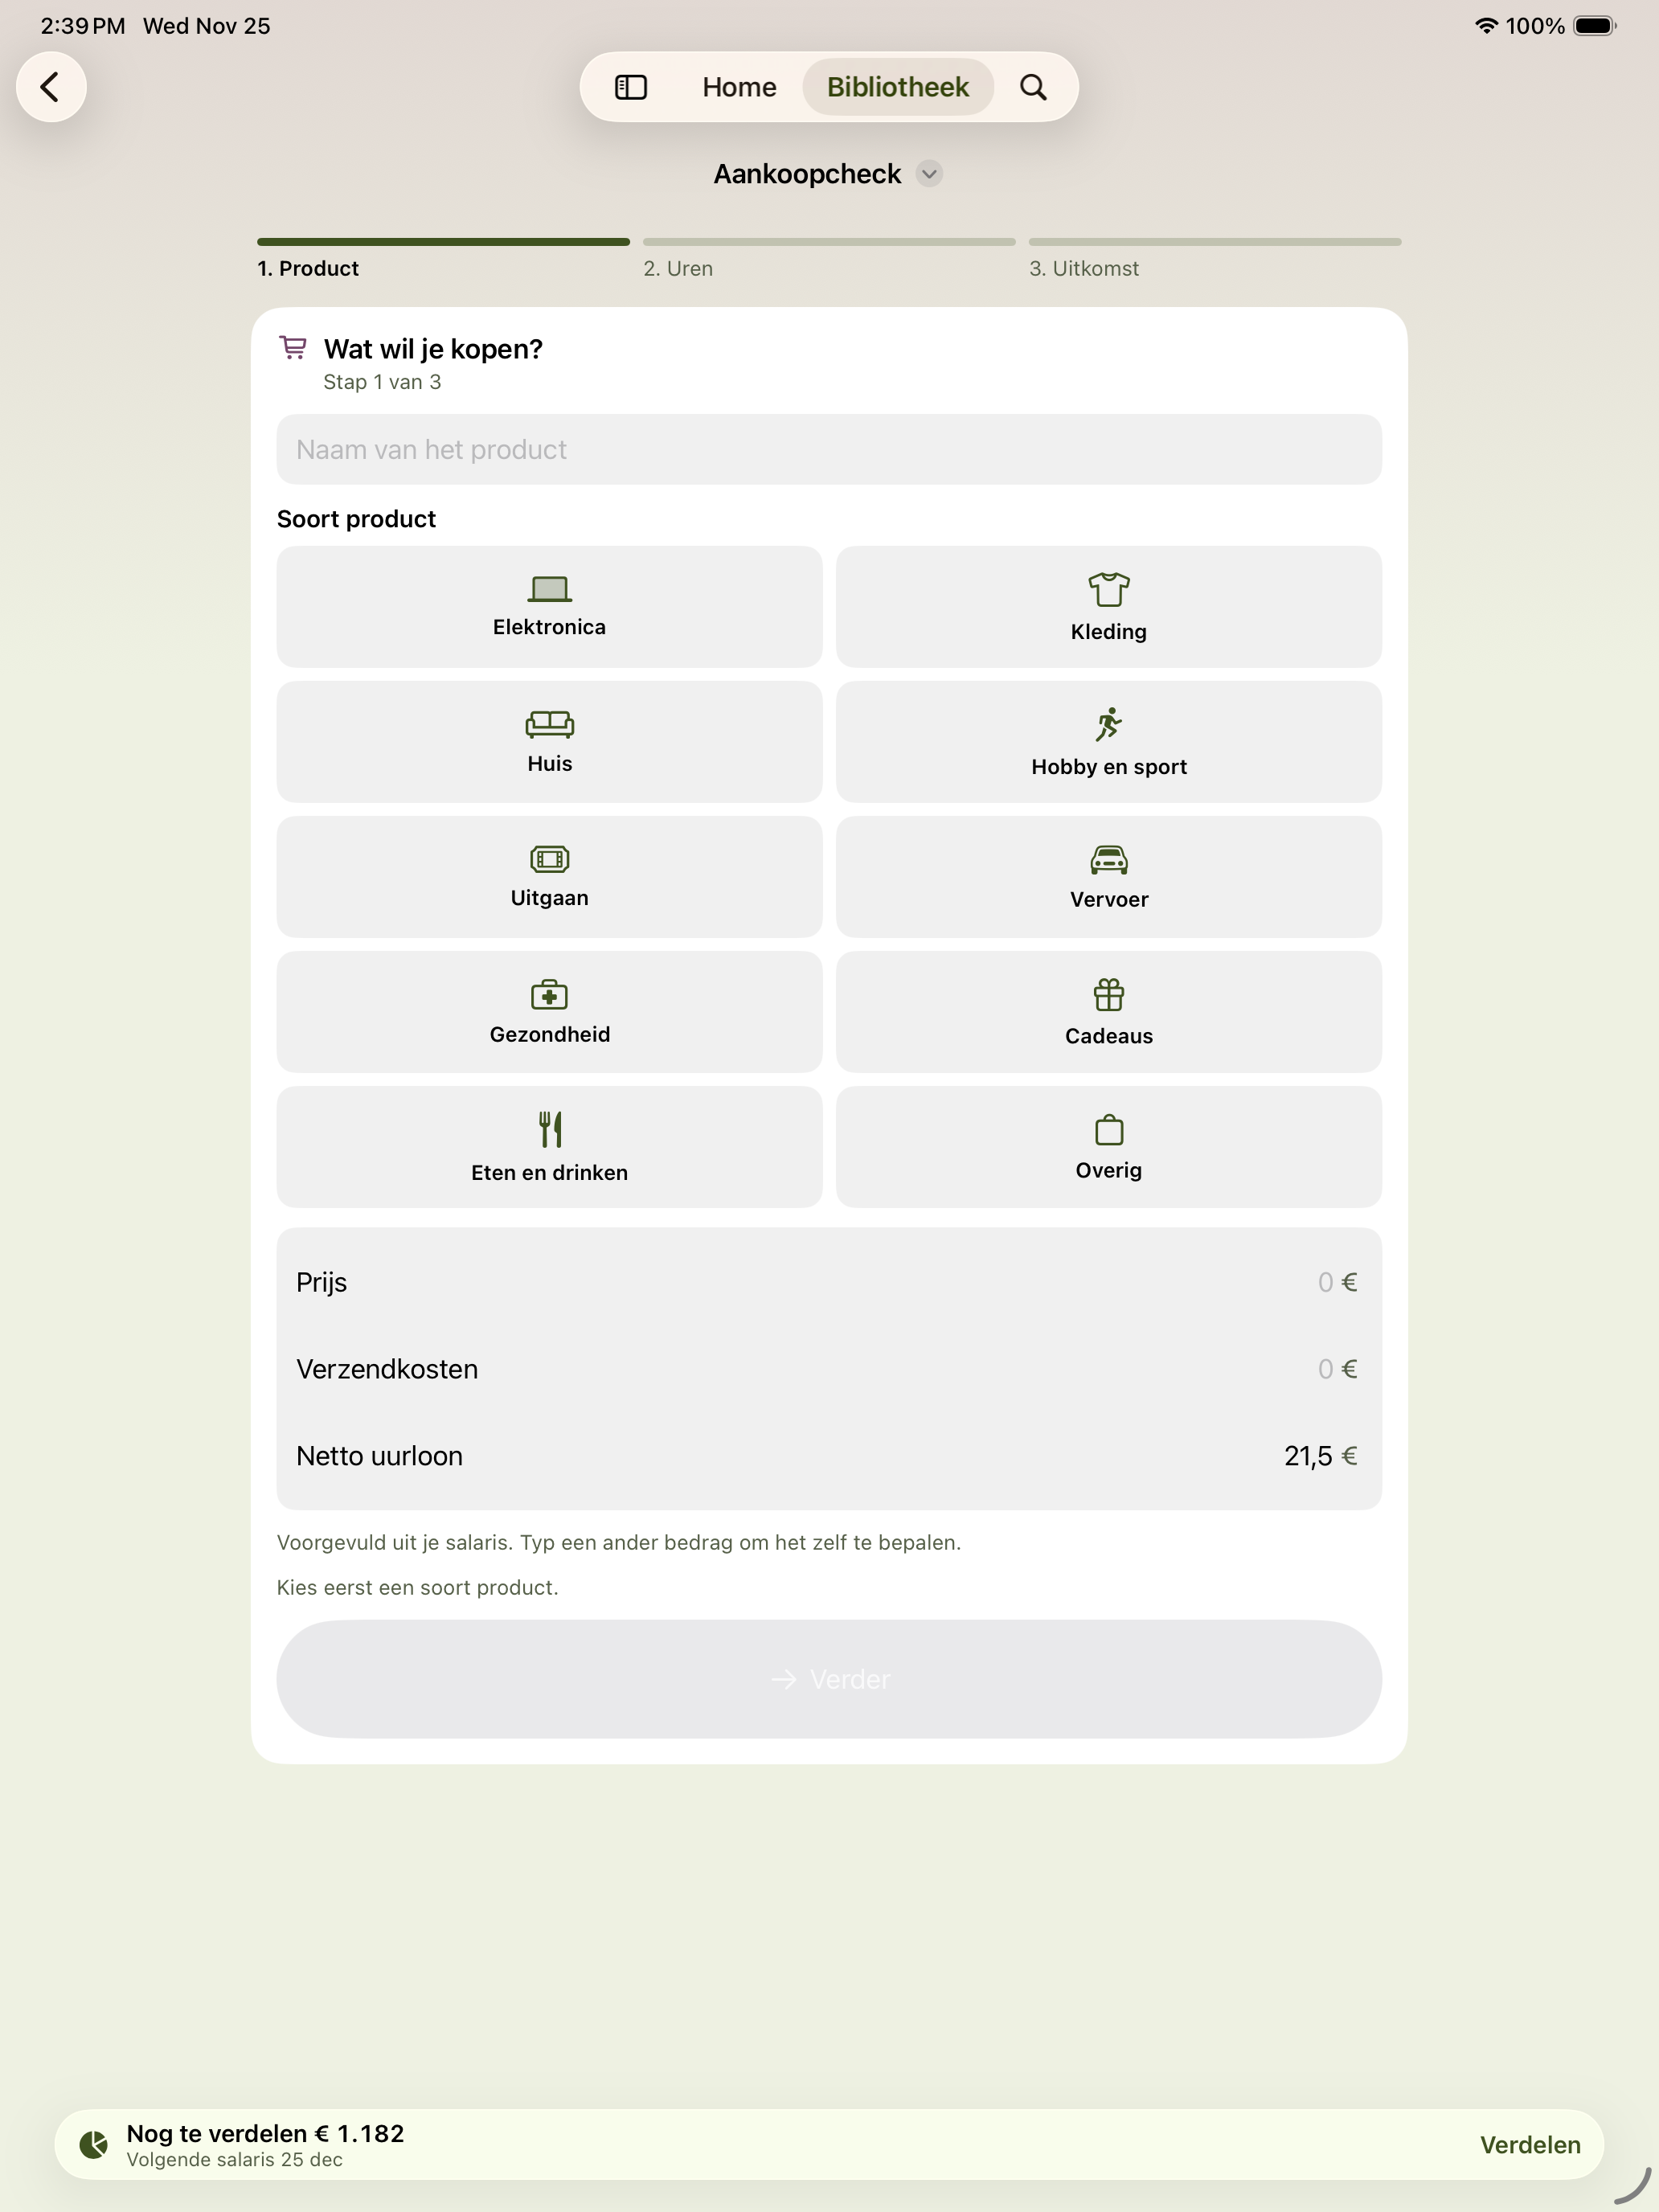 2:39 PM Wed Nov 25
100%
Home
Bibliotheek
Aankoopcheck
1. Product
2. Uren
3. Uitkomst
Wat wil je kopen?
Stap 1 van 3
Naam van het product
Soort product
Elektronica
Kleding
Huis
Hobby en sport
Uitgaan
Vervoer
Gezondheid
Cadeaus
Eten en drinken
Overig
Prijs 0 €
Verzendkosten 0 €
Netto uurloon 21,5 €
Voorgevuld uit je salaris. Typ een ander bedrag om het zelf te bepalen.
Kies eerst een soort product.
Verder
Nog te verdelen € 1.182
Volgende salaris 25 dec
Verdelen